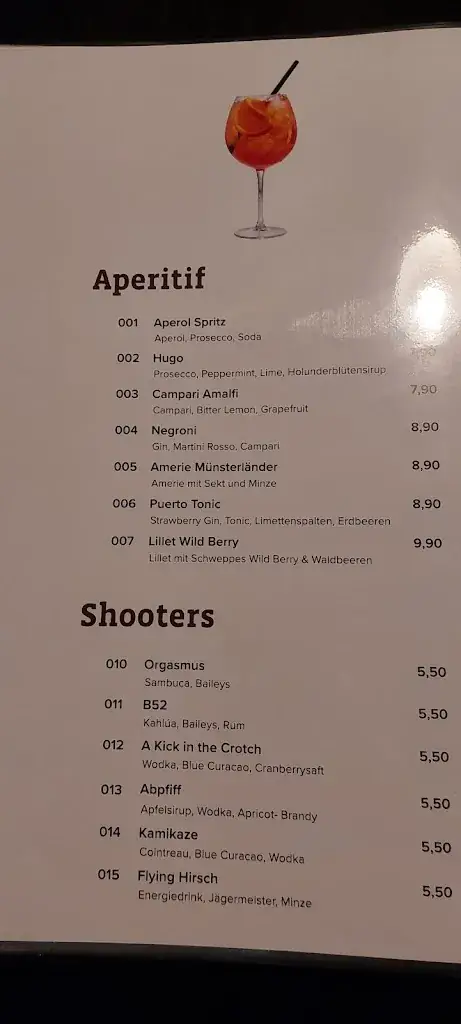 Aperitif
001 Aperol Spritz
Aperol, Prosecco, Soda
002 Hugo
Prosecco, Peppermint, Lime, Holunderblütensirup
003 Campari Amalfi 7,90
Campari, Bitter Lemon, Grapefruit
004 Negroni 8,90
Gin, Martini Rosso, Campari
005 Amerie Münsterländer 8,90
Amerie mit Sekt und Minze
006 Puerto Tonic 8,90
Strawberry Gin, Tonic, Limettenspalten, Erdbeeren
007 Lillet Wild Berry 9,90
Lillet mit Schweppes Wild Berry & Waldbeeren
Shooters
010 Orgasmus 5,50
Sambuca, Baileys
011 B52 5,50
Kahlúa, Baileys, Rum
012 A Kick in the Crotch 5,50
Wodka, Blue Curacao, Cranberrysaft
013 Abpfiff 5,50
Apfelsirup, Wodka, Apricot- Brandy
014 Kamikaze 5,50
Cointreau, Blue Curacao, Wodka
015 Flying Hirsch 5,50
Energiedrink, Jägermeister, Minze